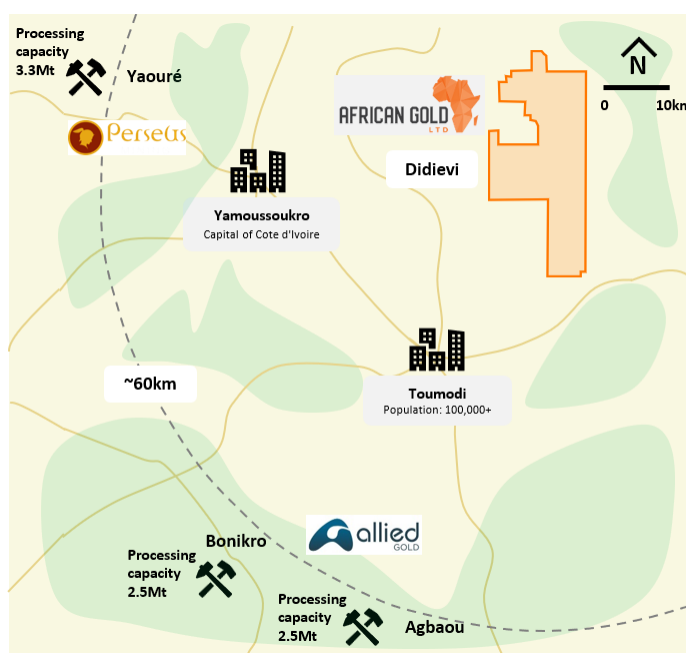 Processing
capacity
3.3Mt
Yaouré
Perseus
AFRICAN GOLD
LTD
N
0 10km
Didievi
Yamoussoukro
Capital of Cote d'Ivoire
~60km
Toumodi
Population: 100,000+
allied
GOLD
Bonikro
Processing
capacity
2.5Mt
Processing
capacity
2.5Mt
Agbaou